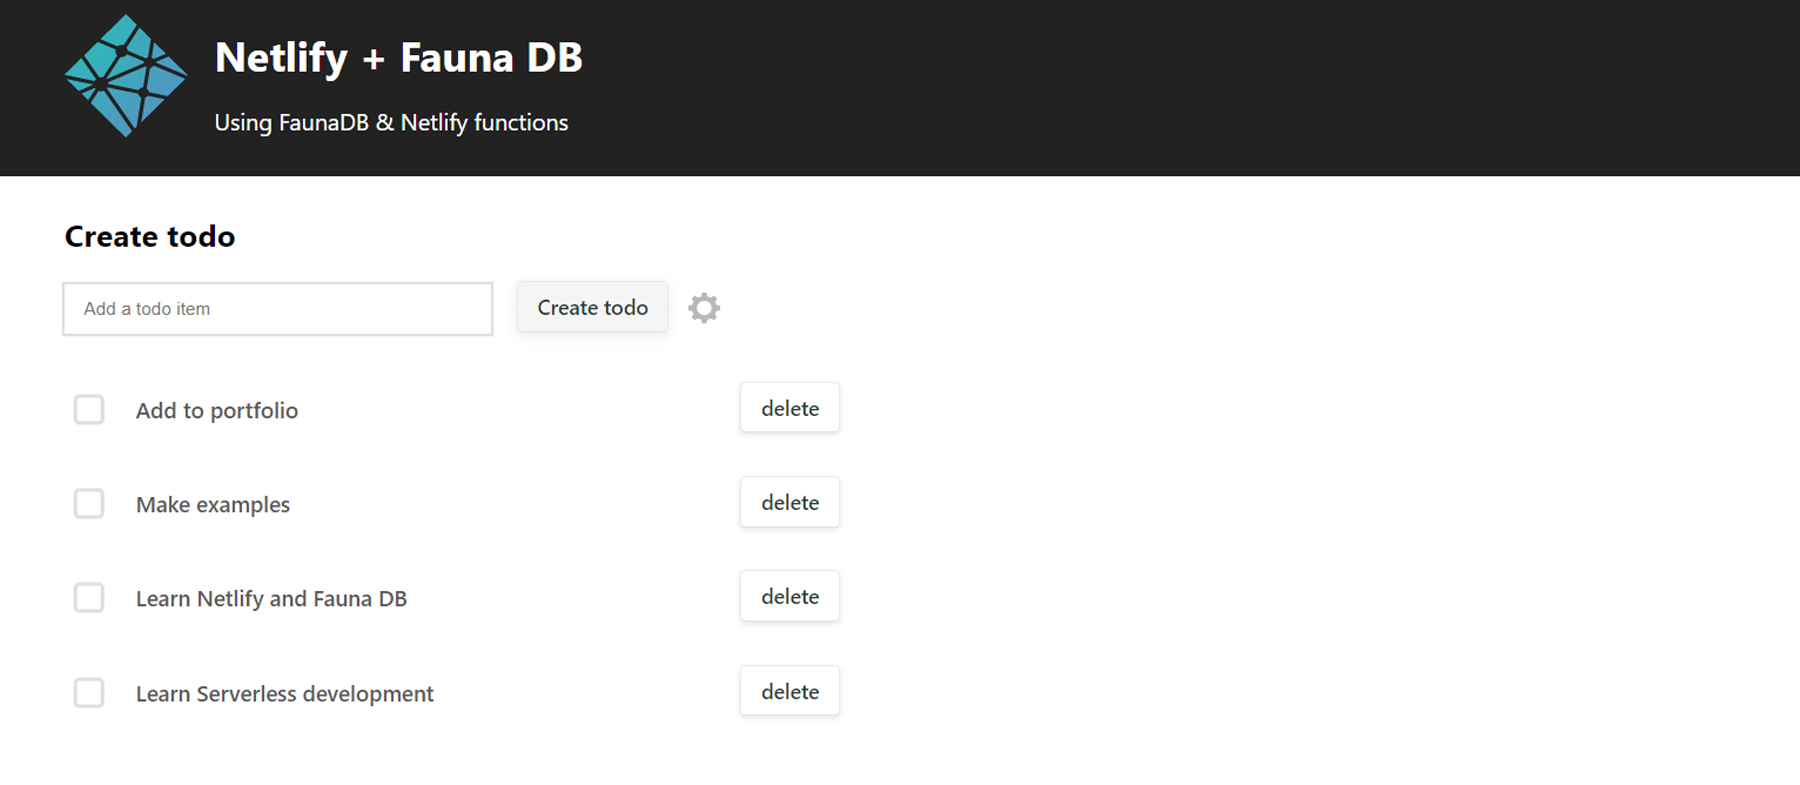 Netlify + Fauna DB
Using FaunaDB & Netlify functions
Create todo
Add a todo item
Create todo
Add to portfolio
delete
Make examples
delete
Learn Netlify and Fauna DB
delete
Learn Serverless development
delete